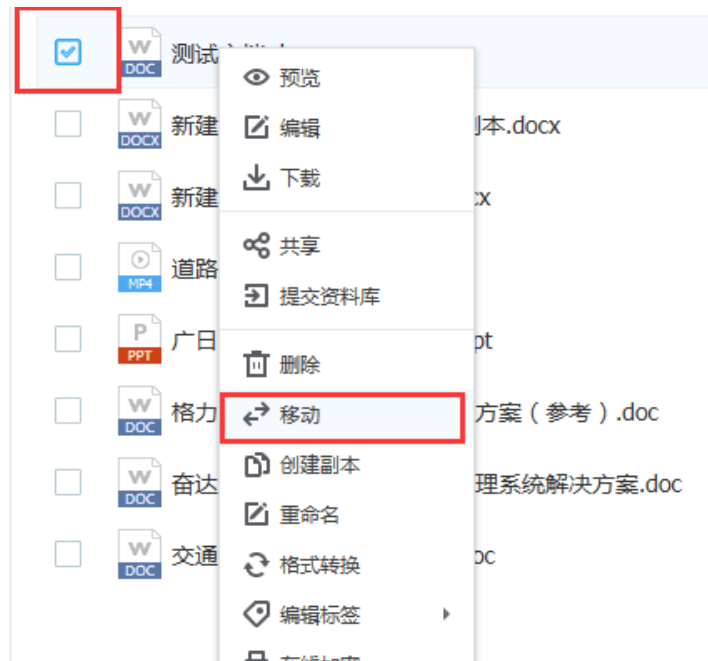 W
DOC
测试
预览
编辑
W
DOCX
新建
副本.docx
下载
W
DOCX
新建
cx
共享
MP4
道路
提交资料库
P
PPT
广日
pt
删除
移动
W
DOC
格力
方案（参考）.doc
创建副本
W
DOC
奋达
理系统解决方案.doc
重命名
W
DOC
交通
oc
格式转换
编辑标签